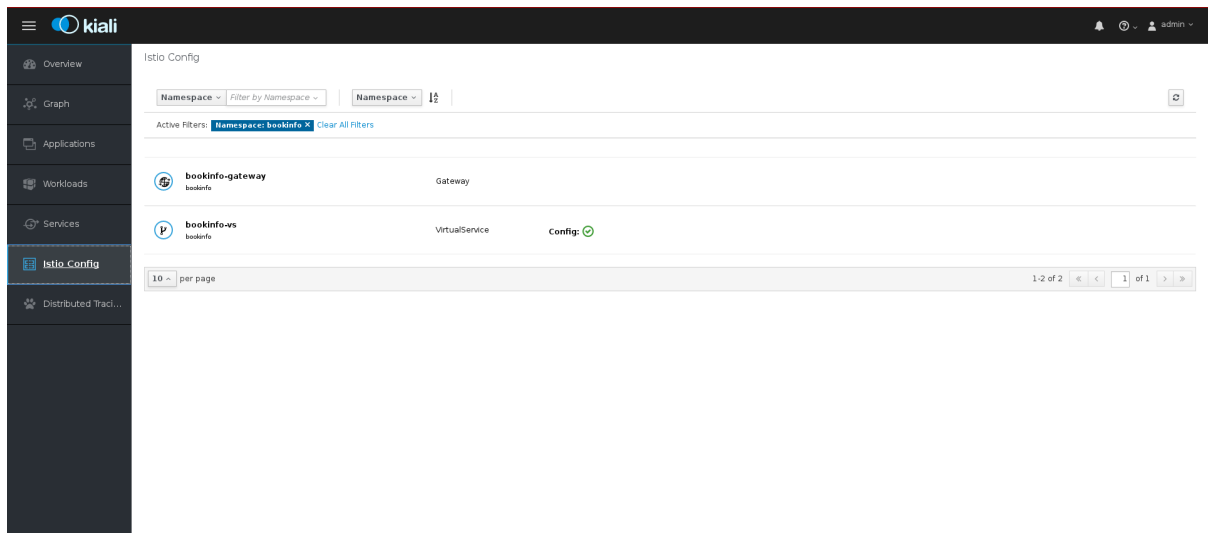 kiali
admin
Overview
Graph
Applications
Workloads
Services
Istio Config
Distributed Traci...
Istio Config
Namespace Filter by Namespace Namespace
Active Filters: Namespace: bookinfo × Clear All Filters
bookinfo-gateway
bookinfo
Gateway
bookinfo-vs
bookinfo
VirtualService
Config:
10 per page
1-2 of 2 « < 1 of 1 > »